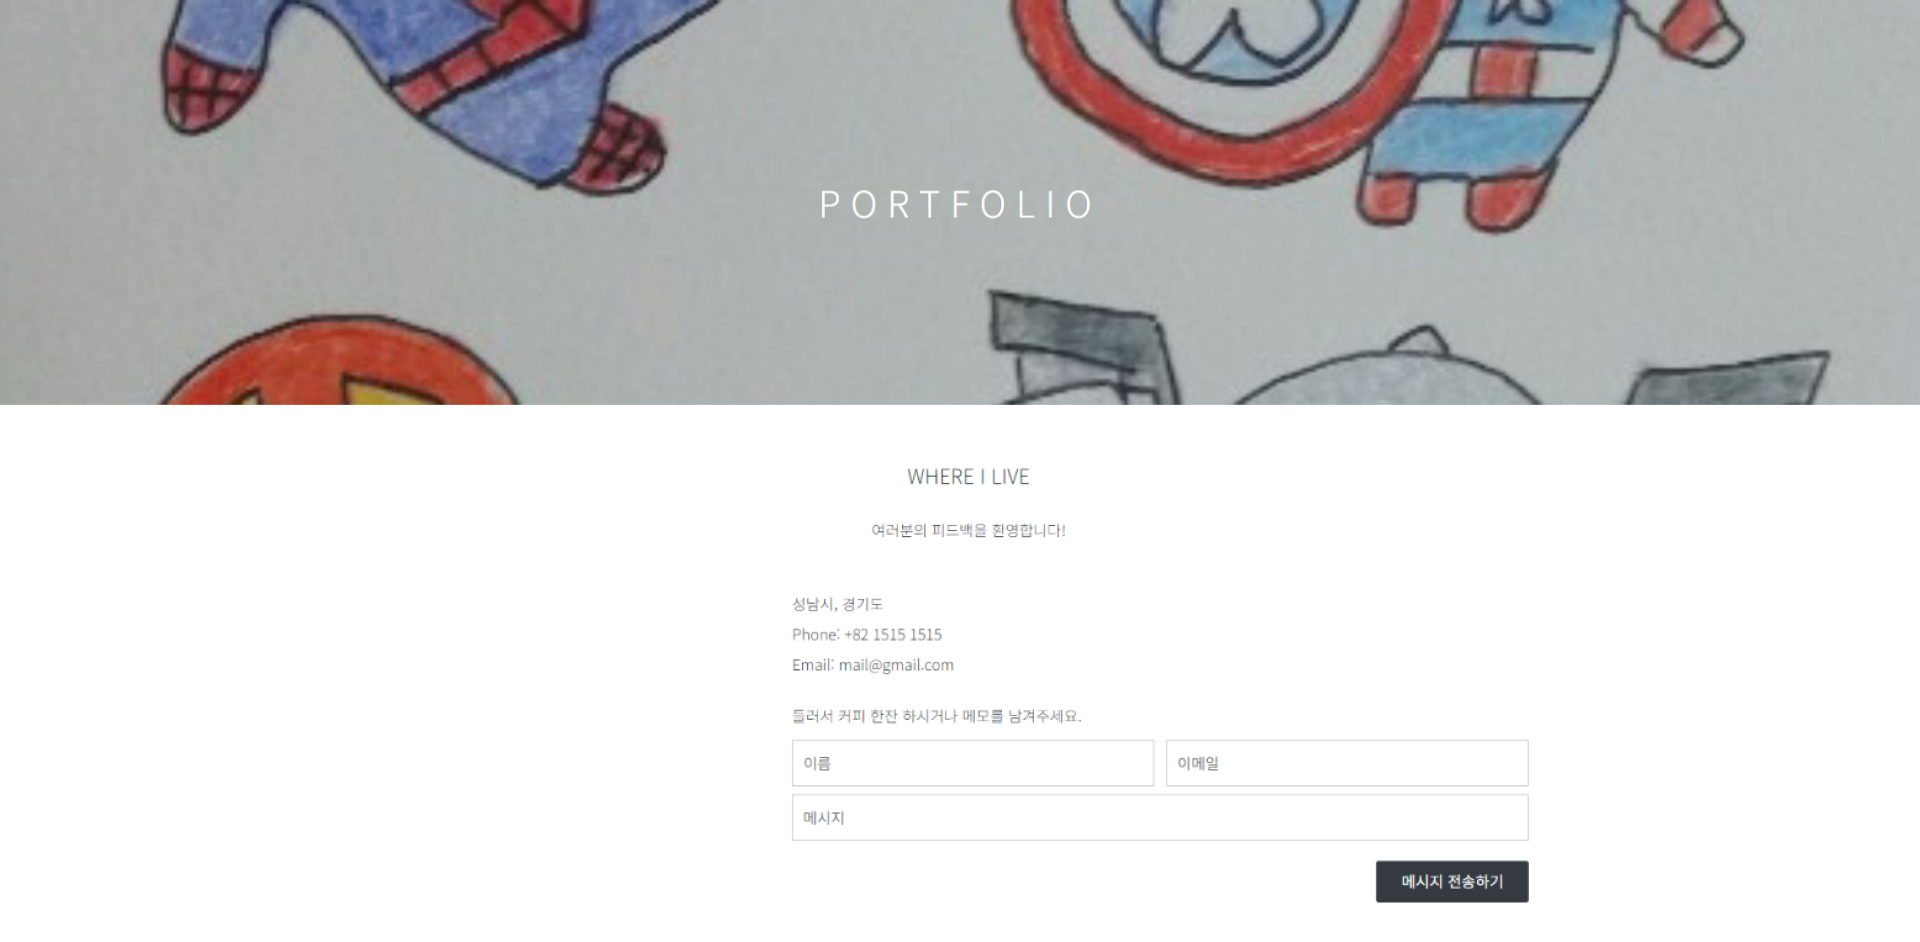 PORTFOLIO
WHERE I LIVE
여러분의 피드백을 환영합니다!
성남시, 경기도
Phone: +82 1515 1515
Email: mail@gmail.com
들러서 커피 한잔 하시거나 메모를 남겨주세요.
이름 이메일
메시지
메시지 전송하기